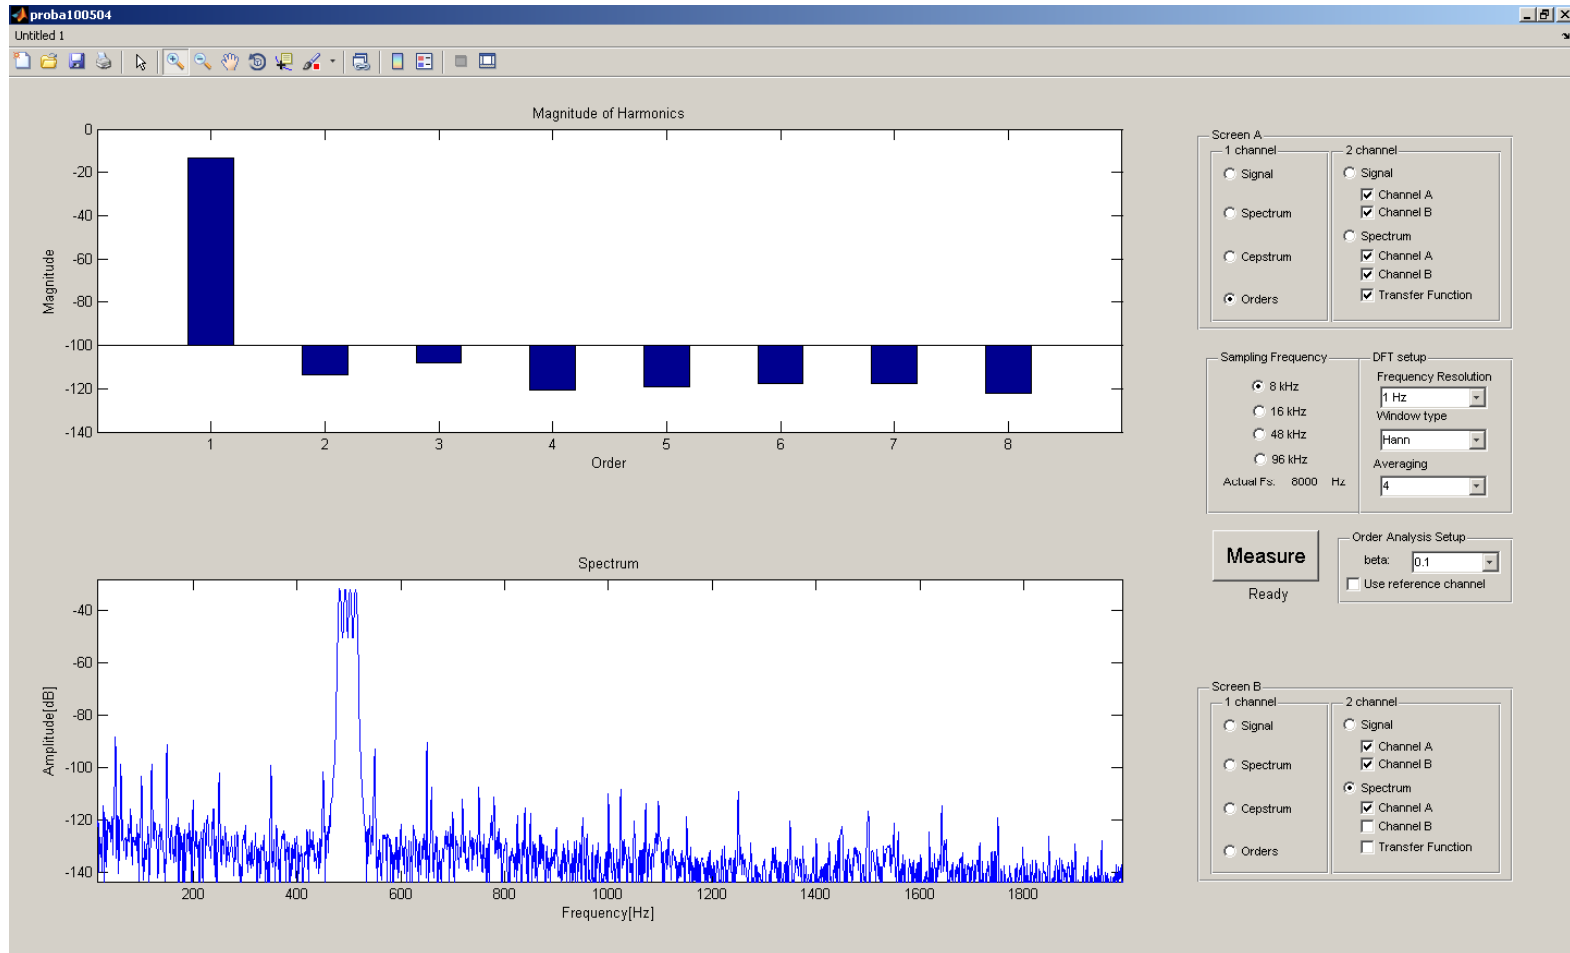 proba100504
Untitled 1
Magnitude of Harmonics
0
-20
-40
-60
-80
-100
-120
-140
Magnitude
1 2 3 4 5 6 7 8
Order
Spectrum
-40
-60
-80
-100
-120
-140
Amplitude[dB]
200 400 600 800 1000 1200 1400 1600 1800
Frequency[Hz]
Screen A
1 channel
Signal
Spectrum
Cepstrum
Orders
2 channel
Signal
Channel A
Channel B
Spectrum
Channel A
Channel B
Transfer Function
Sampling Frequency
8 kHz
16 kHz
48 kHz
96 kHz
Actual Fs: 8000 Hz
DFT setup
Frequency Resolution
1 Hz
Window type
Hann
Averaging
4
Measure
Ready
Order Analysis Setup
beta: 0.1
Use reference channel
Screen B
1 channel
Signal
Spectrum
Cepstrum
Orders
2 channel
Signal
Channel A
Channel B
Spectrum
Channel A
Channel B
Transfer Function